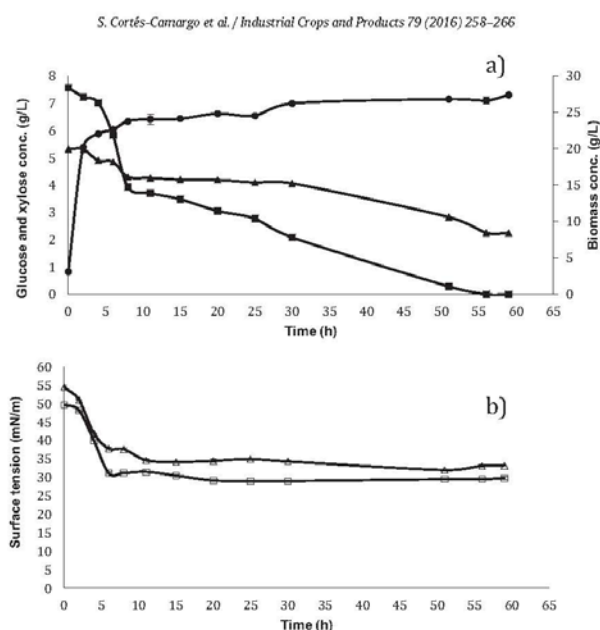 S. Cortés-Camargo et al. / Industrial Crops and Products 79 (2016) 258–266
a)
8
7
6
5
4
3
2
1
0
Glucose and xylose conc. (g/L)
30
25
20
15
10
5
0
Biomass conc. (g/L)
0 5 10 15 20 25 30 35 40 45 50 55 60 65
Time (h)
b)
60
55
50
45
40
35
30
25
20
15
10
5
0
Surface tension (mN/m)
0 5 10 15 20 25 30 35 40 45 50 55 60 65
Time (h)